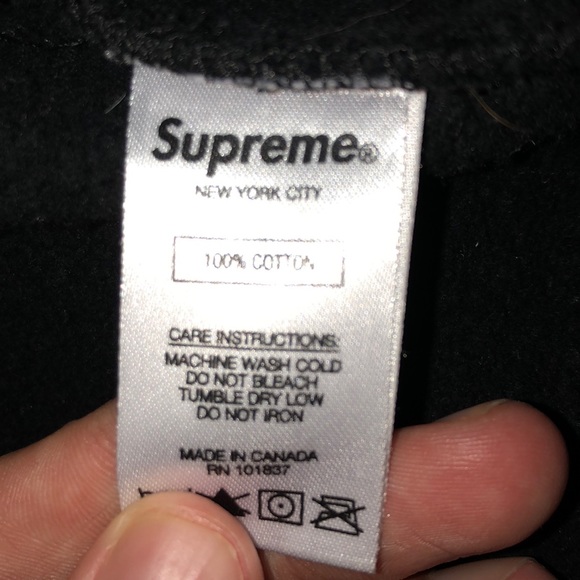 Supreme®
NEW YORK CITY
100% COTTON
CARE INSTRUCTIONS:
MACHINE WASH COLD
DO NOT BLEACH
TUMBLE DRY LOW
DO NOT IRON
MADE IN CANADA
RN 101837